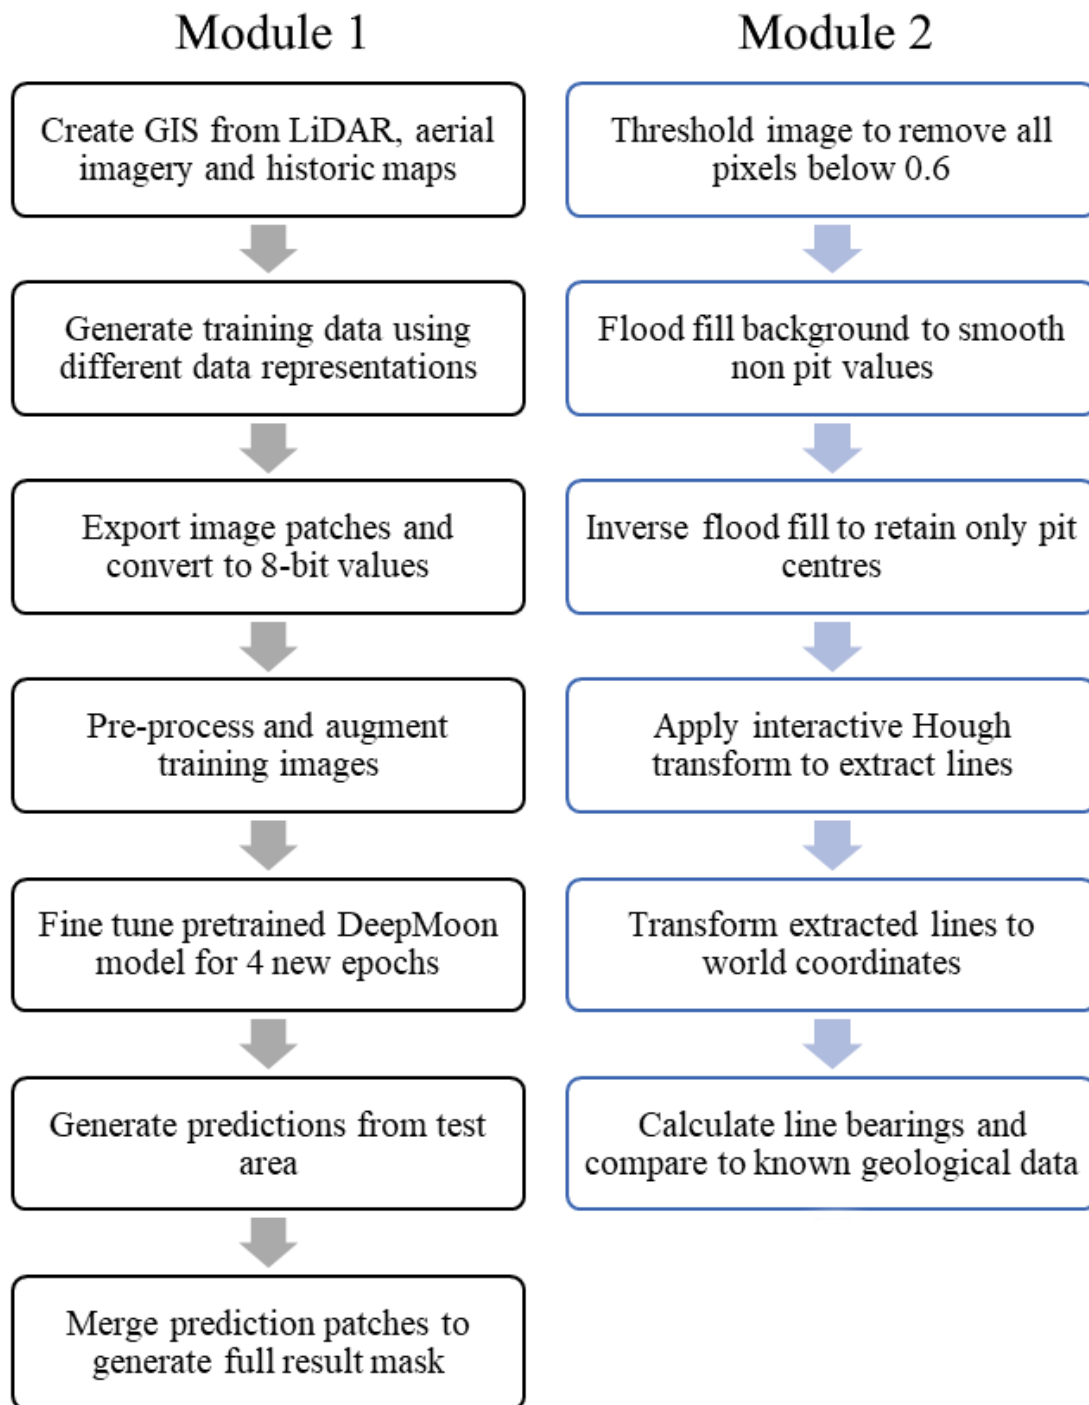 Module 1
Create GIS from LiDAR, aerial
imagery and historic maps
Generate training data using
different data representations
Export image patches and
convert to 8-bit values
Pre-process and augment
training images
Fine tune pretrained DeepMoon
model for 4 new epochs
Generate predictions from test
area
Merge prediction patches to
generate full result mask
Module 2
Threshold image to remove all
pixels below 0.6
Flood fill background to smooth
non pit values
Inverse flood fill to retain only pit
centres
Apply interactive Hough
transform to extract lines
Transform extracted lines to
world coordinates
Calculate line bearings and
compare to known geological data